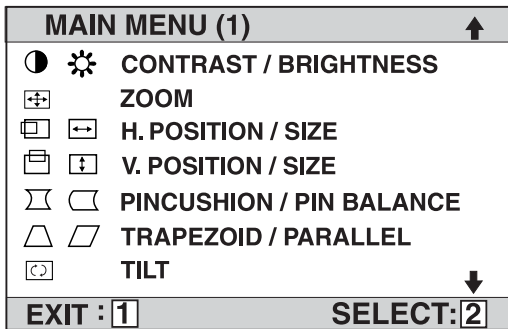 MAIN MENU (1)
CONTRAST / BRIGHTNESS
ZOOM
H. POSITION / SIZE
V. POSITION / SIZE
PINCUSHION / PIN BALANCE
TRAPEZOID / PARALLEL
TILT
EXIT : 1 SELECT: 2